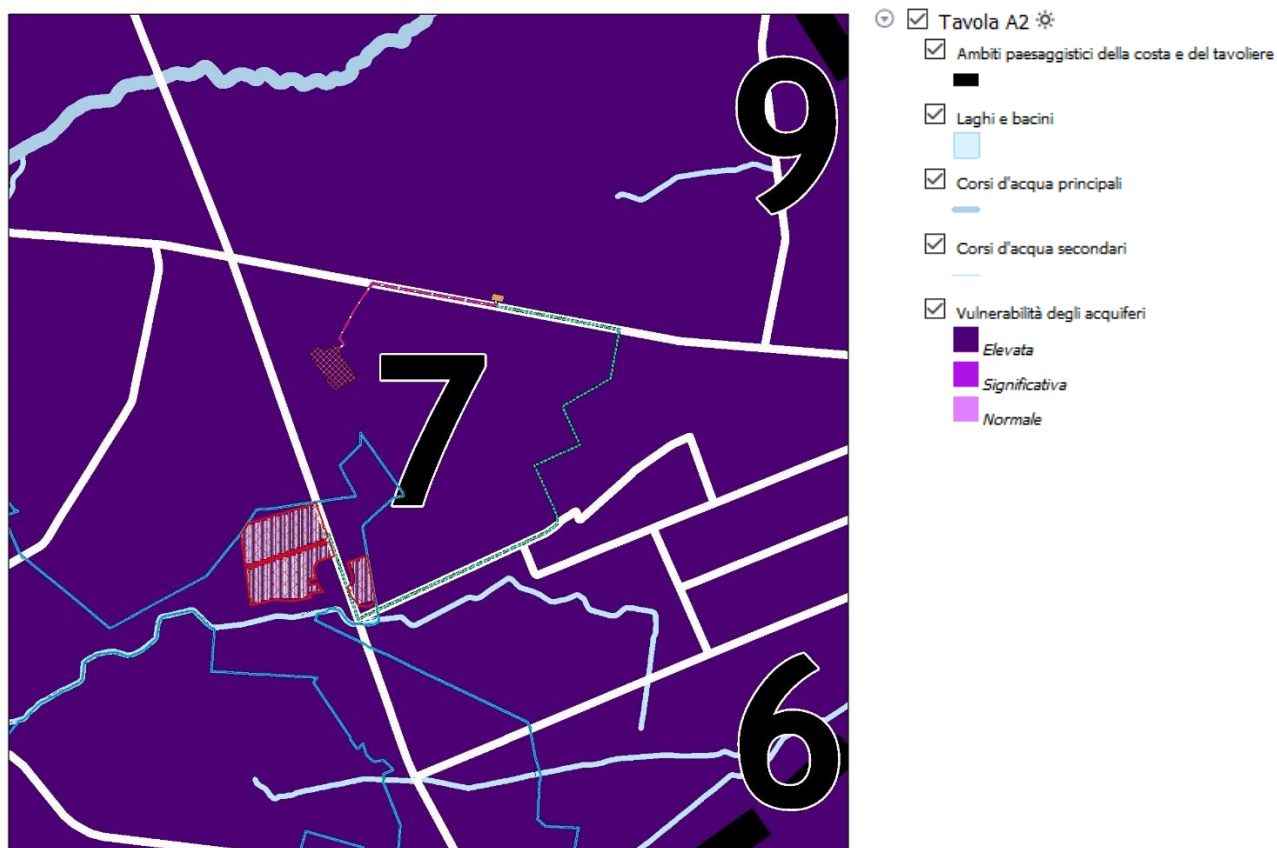 9
7
6
Tavola A2
Ambiti paesaggistici della costa e del tavoliere
Laghi e bacini
Corsi d'acqua principali
Corsi d'acqua secondari
Vulnerabilità degli acquiferi
Elevata
Significativa
Normale